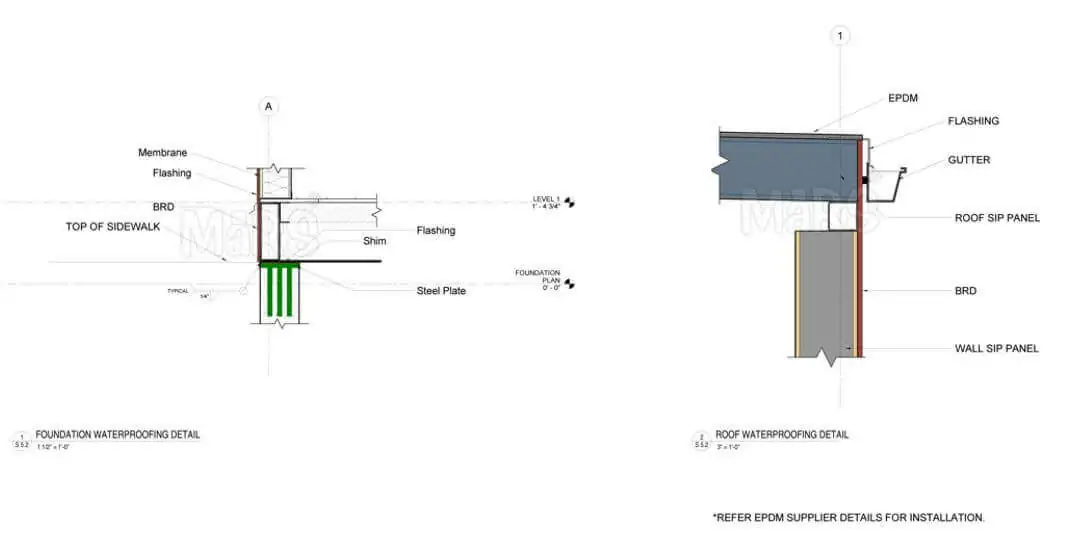 A
Membrane
Flashing
BRD
TOP OF SIDEWALK
LEVEL 1
1' - 4 3/4"
Flashing
Shim
FOUNDATION
PLAN
0' - 0"
TYPICAL
1/4"
Steel Plate
1
S 5.2
FOUNDATION WATERPROOFING DETAIL
1 1/2" = 1'-0"
1
EPDM
FLASHING
GUTTER
ROOF SIP PANEL
BRD
WALL SIP PANEL
2
S 5.2
ROOF WATERPROOFING DETAIL
3" = 1'-0"
*REFER EPDM SUPPLIER DETAILS FOR INSTALLATION.